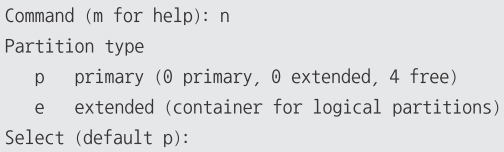 Command (m for help): n
Partition type
   p   primary (0 primary, 0 extended, 4 free)
   e   extended (container for logical partitions)
Select (default p):